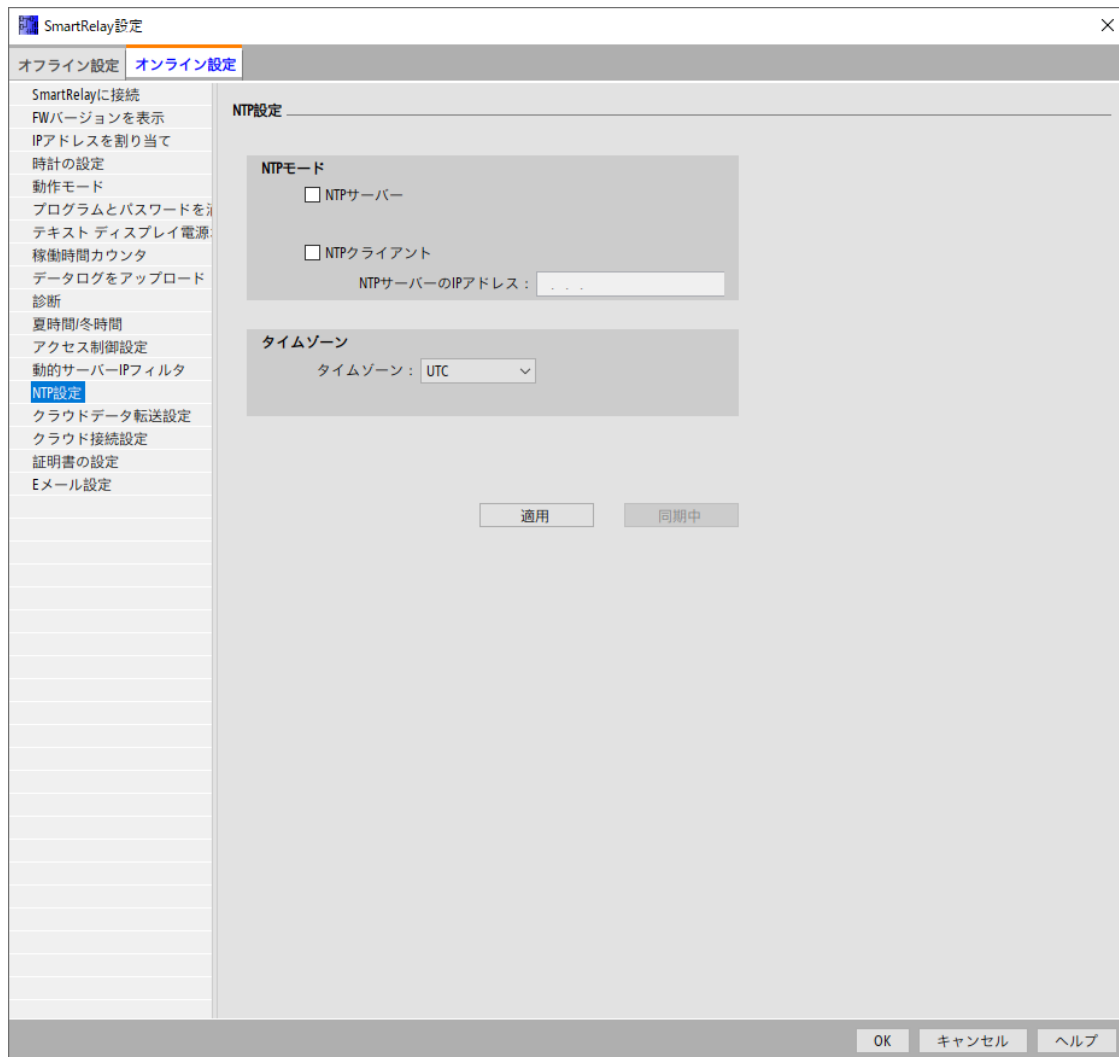 SmartRelay設定
オフライン設定 オンライン設定
SmartRelayに接続
FWバージョンを表示
IPアドレスを割り当て
時計の設定
動作モード
プログラムとパスワードを
テキスト ディスプレイ電源
稼働時間カウンタ
データログをアップロード
診断
夏時間/冬時間
アクセス制御設定
動的サーバーIPフィルタ
NTP設定
クラウドデータ転送設定
クラウド接続設定
証明書の設定
Eメール設定
NTP設定
NTPモード
NTPサーバー
NTPクライアント
NTPサーバーのIPアドレス： . . .
タイムゾーン
タイムゾーン： UTC
適用 同期中
OK キャンセル ヘルプ